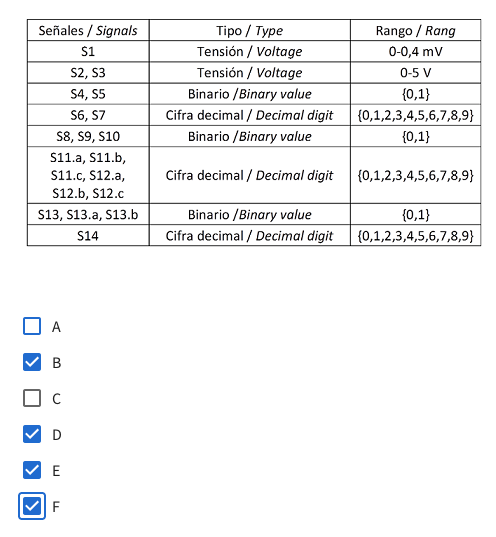 Señales / Signals Tipo / Type Rango / Rang
S1 Tensión / Voltage 0-0,4 mV
S2, S3 Tensión / Voltage 0-5 V
S4, S5 Binario /Binary value {0,1}
S6, S7 Cifra decimal / Decimal digit {0,1,2,3,4,5,6,7,8,9}
S8, S9, S10 Binario /Binary value {0,1}
S11.a, S11.b,
S11.c, S12.a, Cifra decimal / Decimal digit {0,1,2,3,4,5,6,7,8,9}
S12.b, S12.c
S13, S13.a, S13.b Binario /Binary value {0,1}
S14 Cifra decimal / Decimal digit {0,1,2,3,4,5,6,7,8,9}
A
B
C
D
E
F